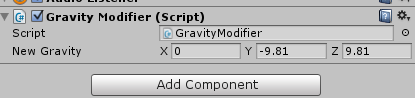 Gravity Modifier (Script)
Script GravityModifier
New Gravity X 0 Y -9.81 Z 9.81
Add Component